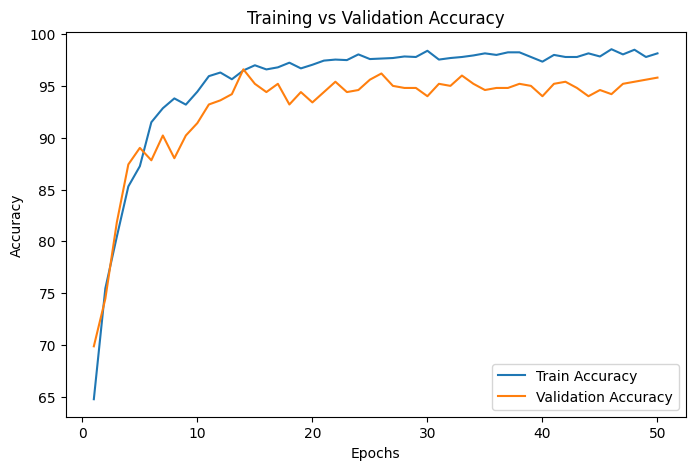 Training vs Validation Accuracy
100
95
90
85
80
75
70
65
Accuracy
0
10
20
30
40
50
Epochs
Train Accuracy
Validation Accuracy